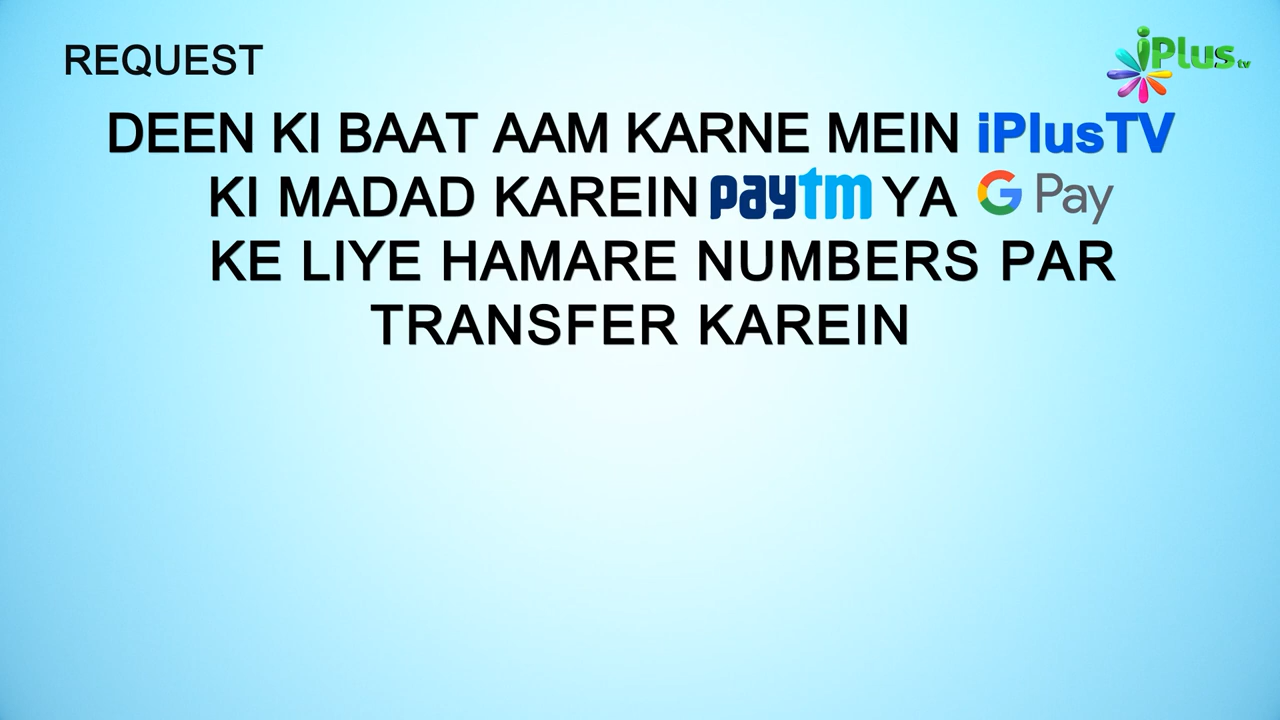 REQUEST
iPlus tv
DEEN KI BAAT AAM KARNE MEIN iPlusTV
KI MADAD KAREIN paytm YA G Pay
KE LIYE HAMARE NUMBERS PAR
TRANSFER KAREIN